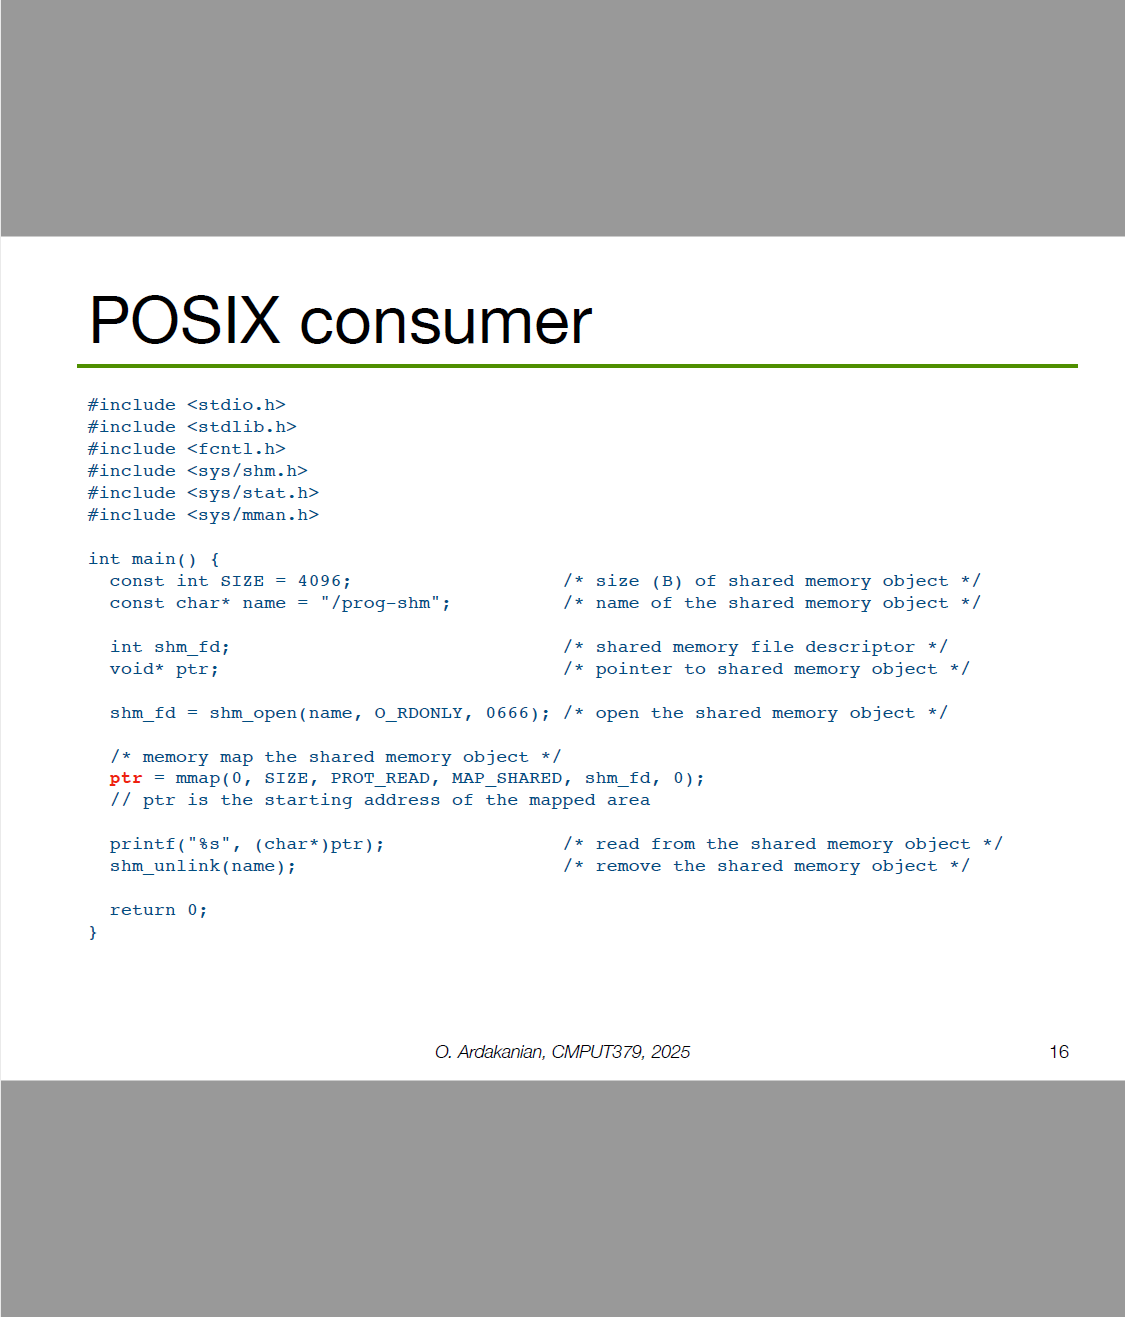 POSIX consumer
#include <stdio.h>
#include <stdlib.h>
#include <fcntl.h>
#include <sys/shm.h>
#include <sys/stat.h>
#include <sys/mman.h>
int main() {
const int SIZE = 4096; /* size (B) of shared memory object */
const char* name = "/prog-shm"; /* name of the shared memory object */
int shm_fd; /* shared memory file descriptor */
void* ptr; /* pointer to shared memory object */
shm_fd = shm_open(name, O_RDONLY, 0666); /* open the shared memory object */
/* memory map the shared memory object */
ptr = mmap(0, SIZE, PROT_READ, MAP_SHARED, shm_fd, 0);
// ptr is the starting address of the mapped area
printf("%s", (char*)ptr); /* read from the shared memory object */
shm_unlink(name); /* remove the shared memory object */
return 0;
}
O. Ardakanian, CMPUT379, 2025 16